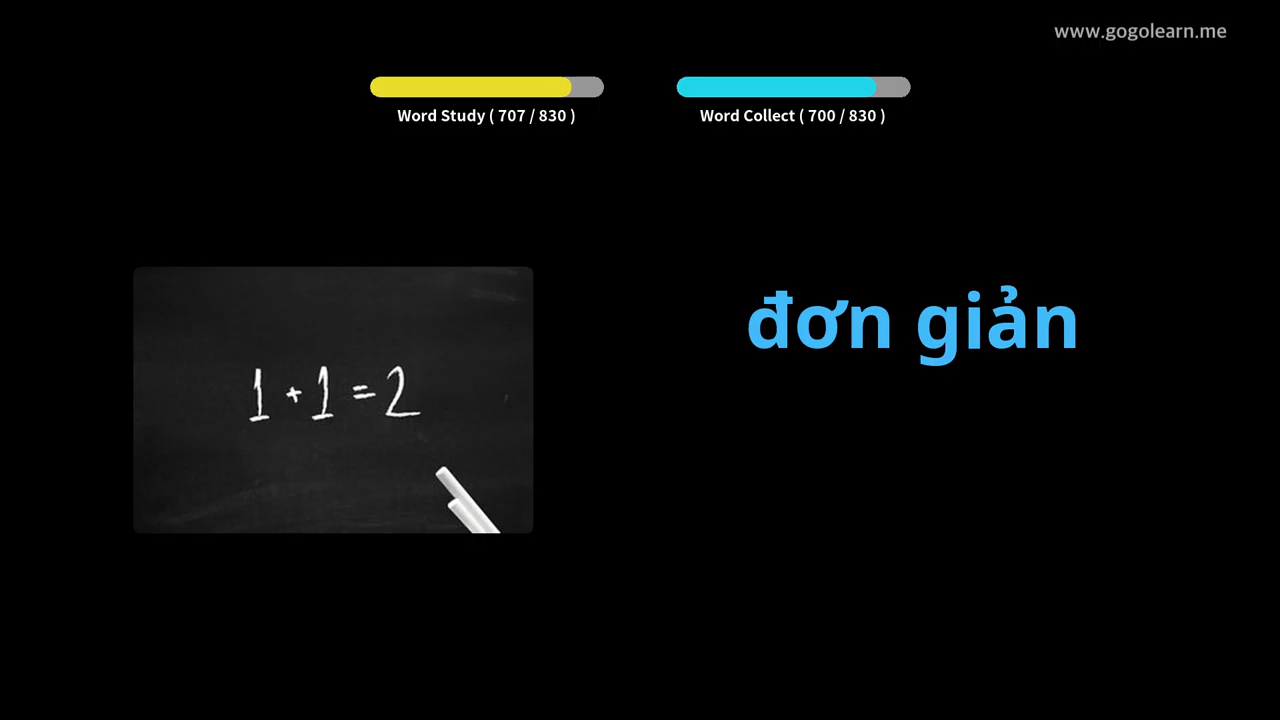 www.gogolearn.me
Word Study ( 707 / 830 )
Word Collect ( 700 / 830 )
đơn giản
1 + 1 = 2